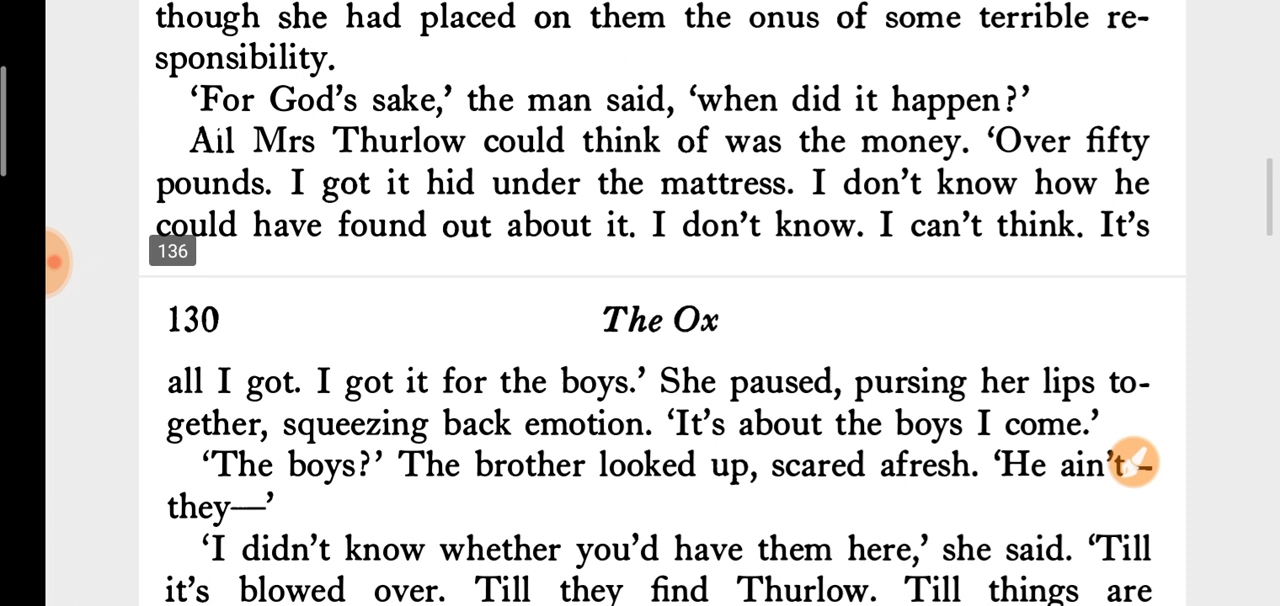 though she had placed on them the onus of some terrible re-
sponsibility.
‘For God’s sake,’ the man said, ‘when did it happen?’
Ail Mrs Thurlow could think of was the money. ‘Over fifty
pounds. I got it hid under the mattress. I don’t know how he
could have found out about it. I don’t know. I can’t think. It’s
136
130 The Ox
all I got. I got it for the boys.’ She paused, pursing her lips to-
gether, squeezing back emotion. ‘It’s about the boys I come.’
‘The boys?’ The brother looked up, scared afresh. ‘He ain’t—
they—’
‘I didn’t know whether you’d have them here,’ she said. ‘Till
it’s blowed over. Till they find Thurlow. Till things are